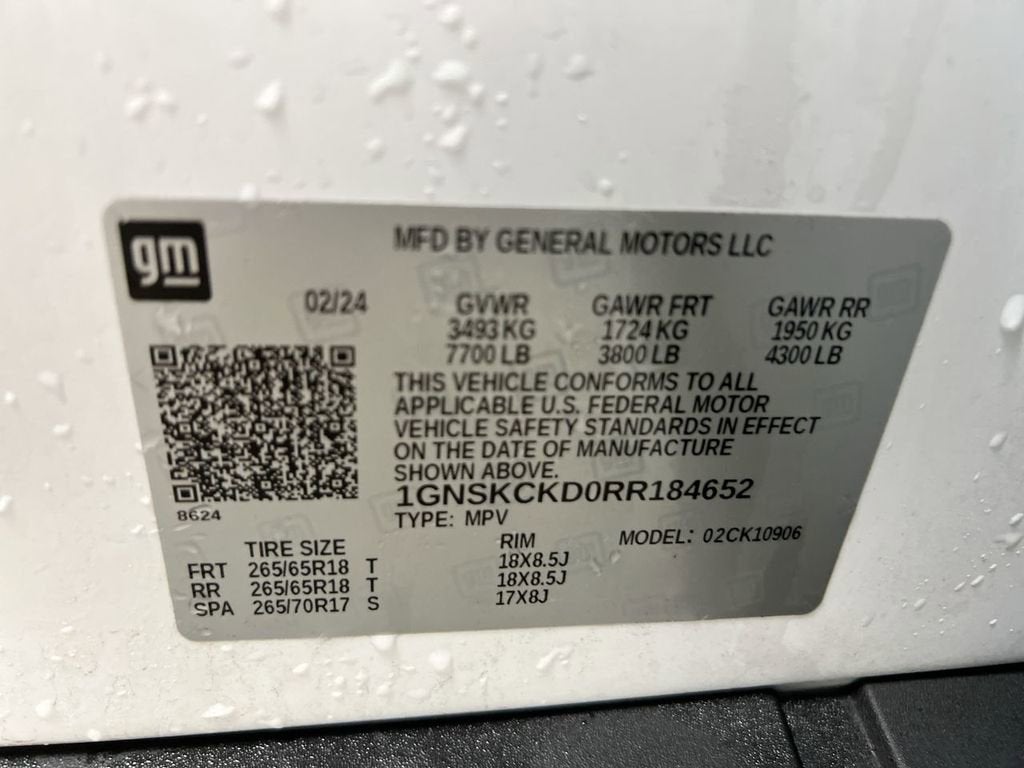 gm
MFD BY GENERAL MOTORS LLC
02/24 GVWR GAWR FRT GAWR RR
3493 KG 1724 KG 1950 KG
7700 LB 3800 LB 4300 LB
THIS VEHICLE CONFORMS TO ALL
APPLICABLE U.S. FEDERAL MOTOR
VEHICLE SAFETY STANDARDS IN EFFECT
ON THE DATE OF MANUFACTURE
SHOWN ABOVE.
1GNSKCKD0RR184652
8624
TYPE: MPV
MODEL: 02CK10906
TIRE SIZE RIM
FRT 265/65R18 T 18X8.5J
RR 265/65R18 T 18X8.5J
SPA 265/70R17 S 17X8J